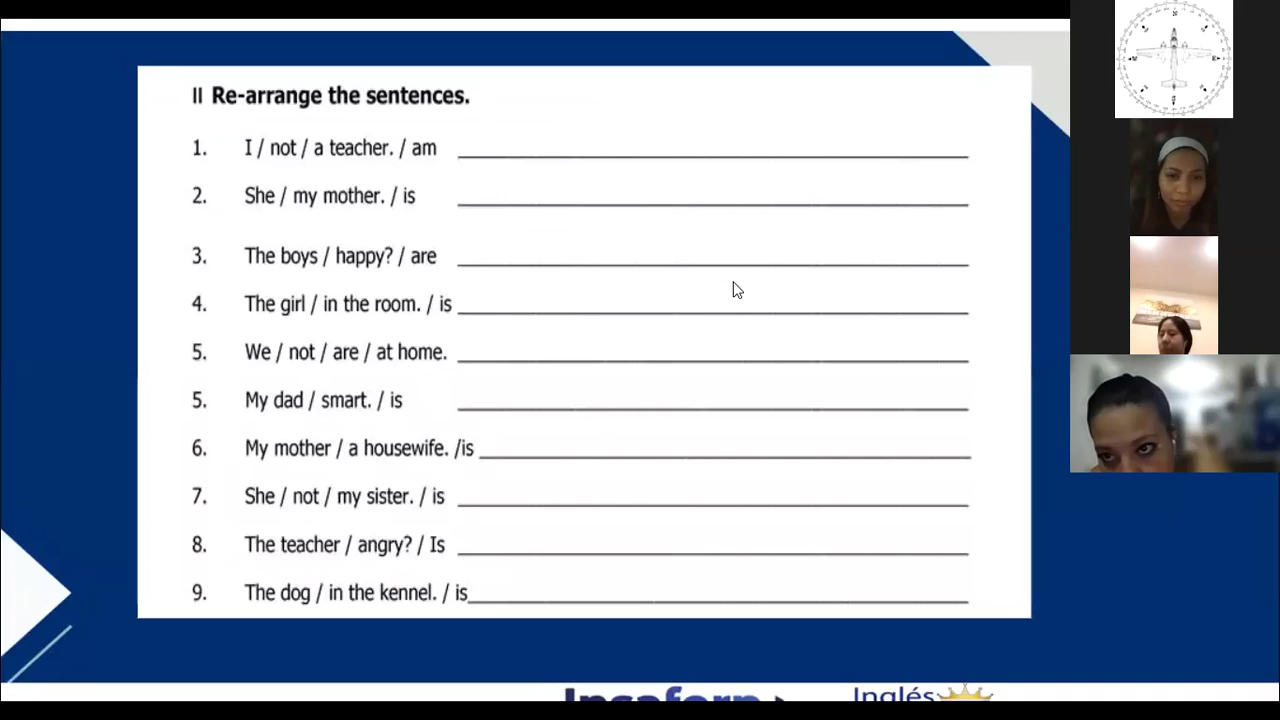 II Re-arrange the sentences.
1. I / not / a teacher. / am
2. She / my mother. / is
3. The boys / happy? / are
4. The girl / in the room. / is
5. We / not / are / at home.
5. My dad / smart. / is
6. My mother / a housewife. /is
7. She / not / my sister. / is
8. The teacher / angry? / Is
9. The dog / in the kennel. / is
Insaforp
Inglés